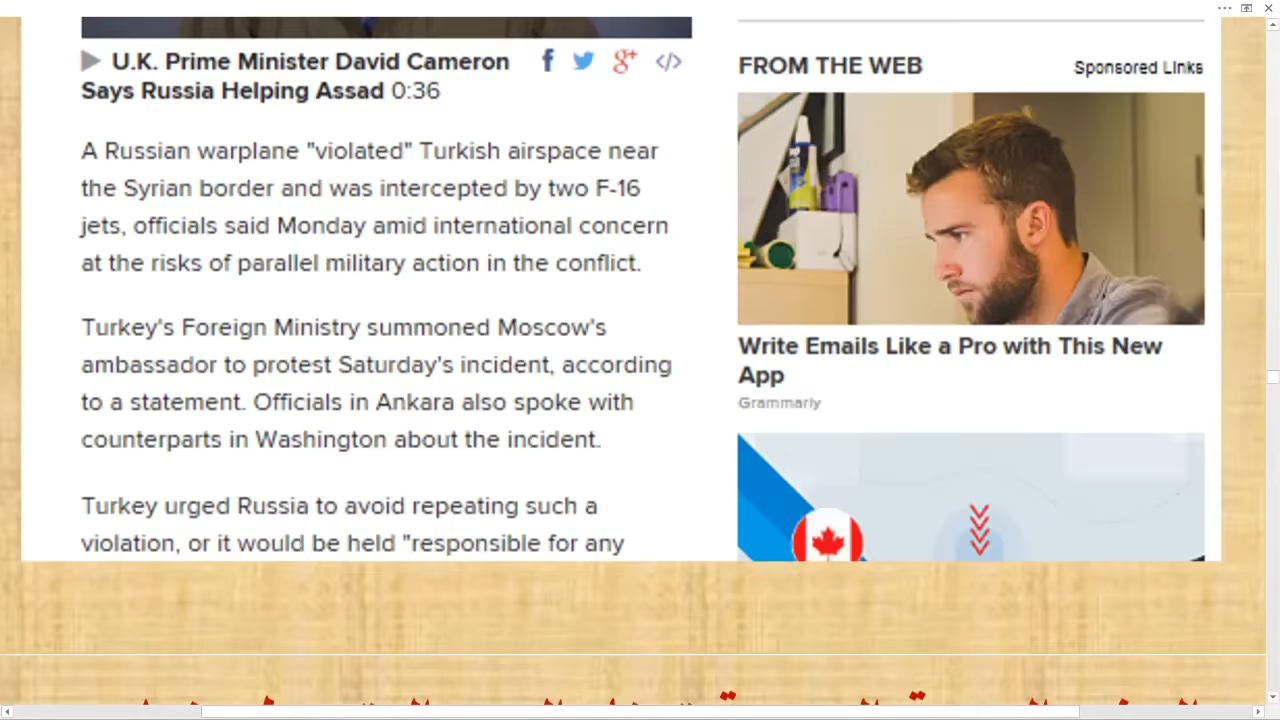 U.K. Prime Minister David Cameron
Says Russia Helping Assad 0:36
A Russian warplane "violated" Turkish airspace near
the Syrian border and was intercepted by two F-16
jets, officials said Monday amid international concern
at the risks of parallel military action in the conflict.
Turkey's Foreign Ministry summoned Moscow's
ambassador to protest Saturday's incident, according
to a statement. Officials in Ankara also spoke with
counterparts in Washington about the incident.
Turkey urged Russia to avoid repeating such a
violation, or it would be held "responsible for any
FROM THE WEB
Sponsored Links
Write Emails Like a Pro with This New
App
Grammarly